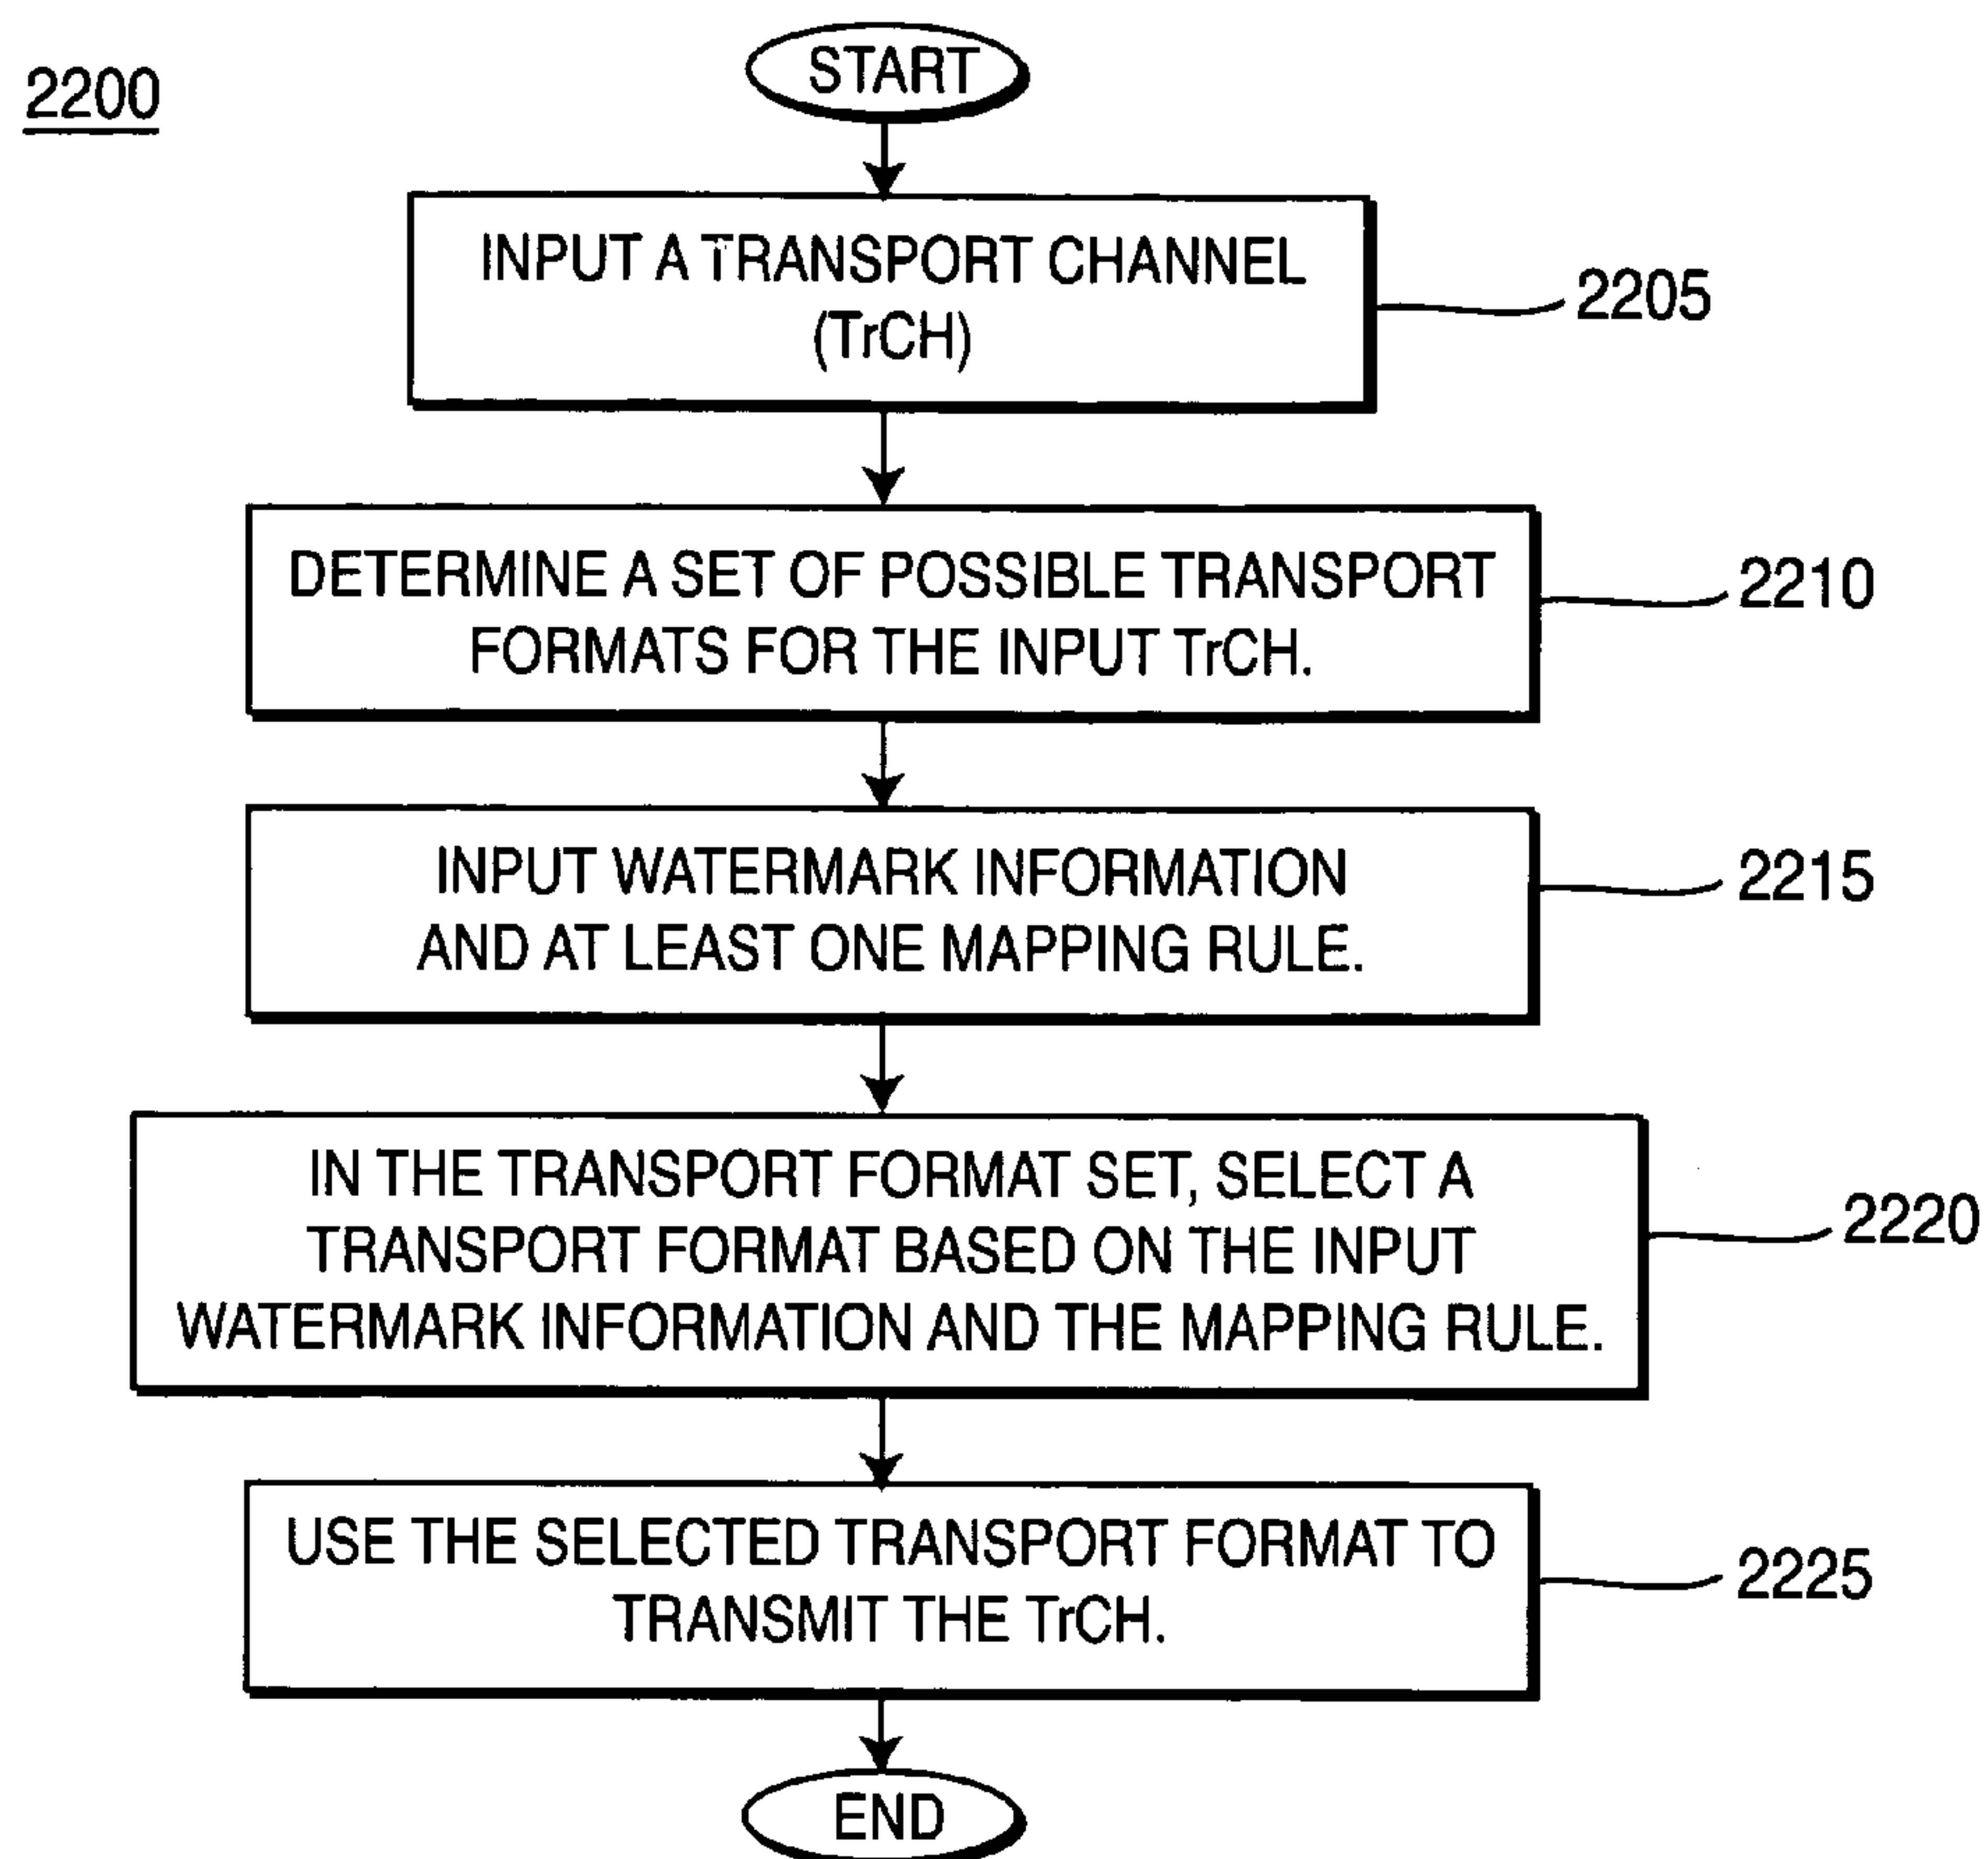 2200
START
INPUT A TRANSPORT CHANNEL
(TrCH)
2205
DETERMINE A SET OF POSSIBLE TRANSPORT
FORMATS FOR THE INPUT TrCH.
2210
INPUT WATERMARK INFORMATION
AND AT LEAST ONE MAPPING RULE.
2215
IN THE TRANSPORT FORMAT SET, SELECT A
TRANSPORT FORMAT BASED ON THE INPUT
WATERMARK INFORMATION AND THE MAPPING RULE.
2220
USE THE SELECTED TRANSPORT FORMAT TO
TRANSMIT THE TrCH.
2225
END